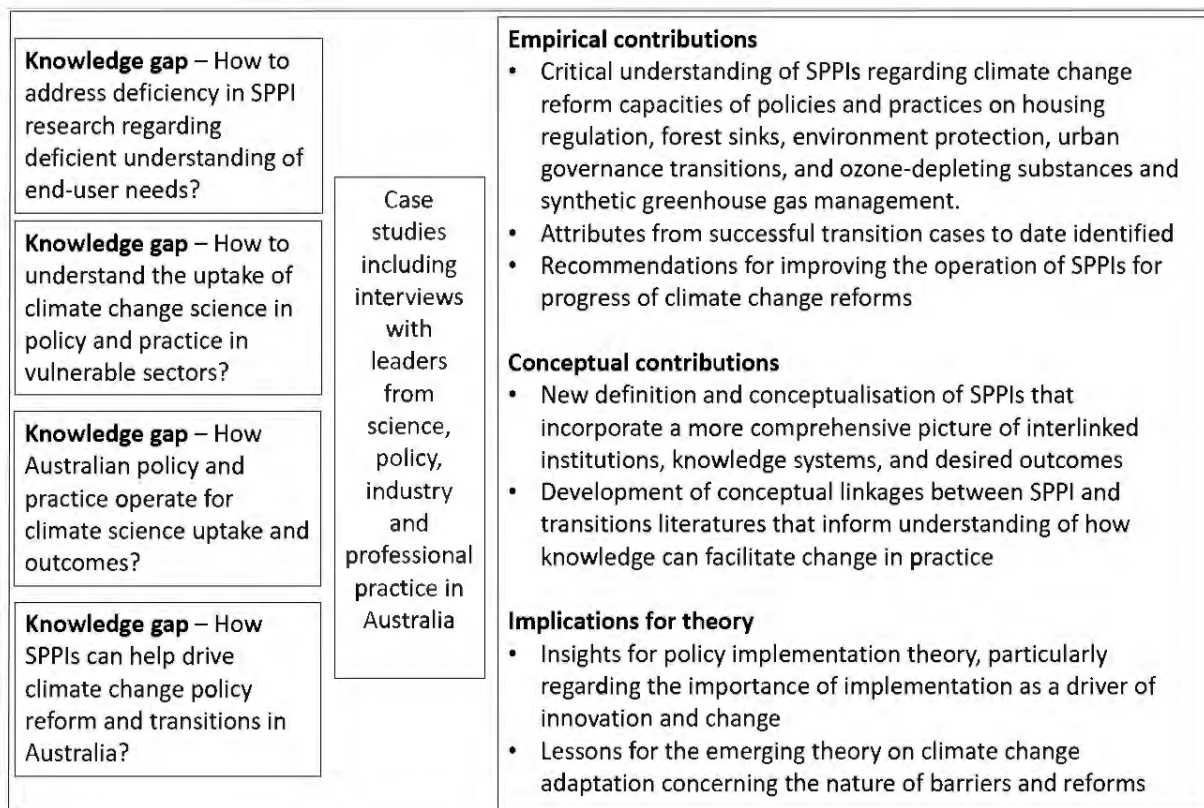 Knowledge gap – How to
address deficiency in SPPI
research regarding
deficient understanding of
end-user needs?
Knowledge gap – How to
understand the uptake of
climate change science in
policy and practice in
vulnerable sectors?
Knowledge gap – How
Australian policy and
practice operate for
climate science uptake and
outcomes?
Knowledge gap – How
SPPIs can help drive
climate change policy
reform and transitions in
Australia?
Case
studies
including
interviews
with
leaders
from
science,
policy,
industry
and
professional
practice in
Australia
Empirical contributions
• Critical understanding of SPPIs regarding climate change
reform capacities of policies and practices on housing
regulation, forest sinks, environment protection, urban
governance transitions, and ozone-depleting substances and
synthetic greenhouse gas management.
• Attributes from successful transition cases to date identified
• Recommendations for improving the operation of SPPIs for
progress of climate change reforms
Conceptual contributions
• New definition and conceptualisation of SPPIs that
incorporate a more comprehensive picture of interlinked
institutions, knowledge systems, and desired outcomes
• Development of conceptual linkages between SPPI and
transitions literatures that inform understanding of how
knowledge can facilitate change in practice
Implications for theory
• Insights for policy implementation theory, particularly
regarding the importance of implementation as a driver of
innovation and change
• Lessons for the emerging theory on climate change
adaptation concerning the nature of barriers and reforms